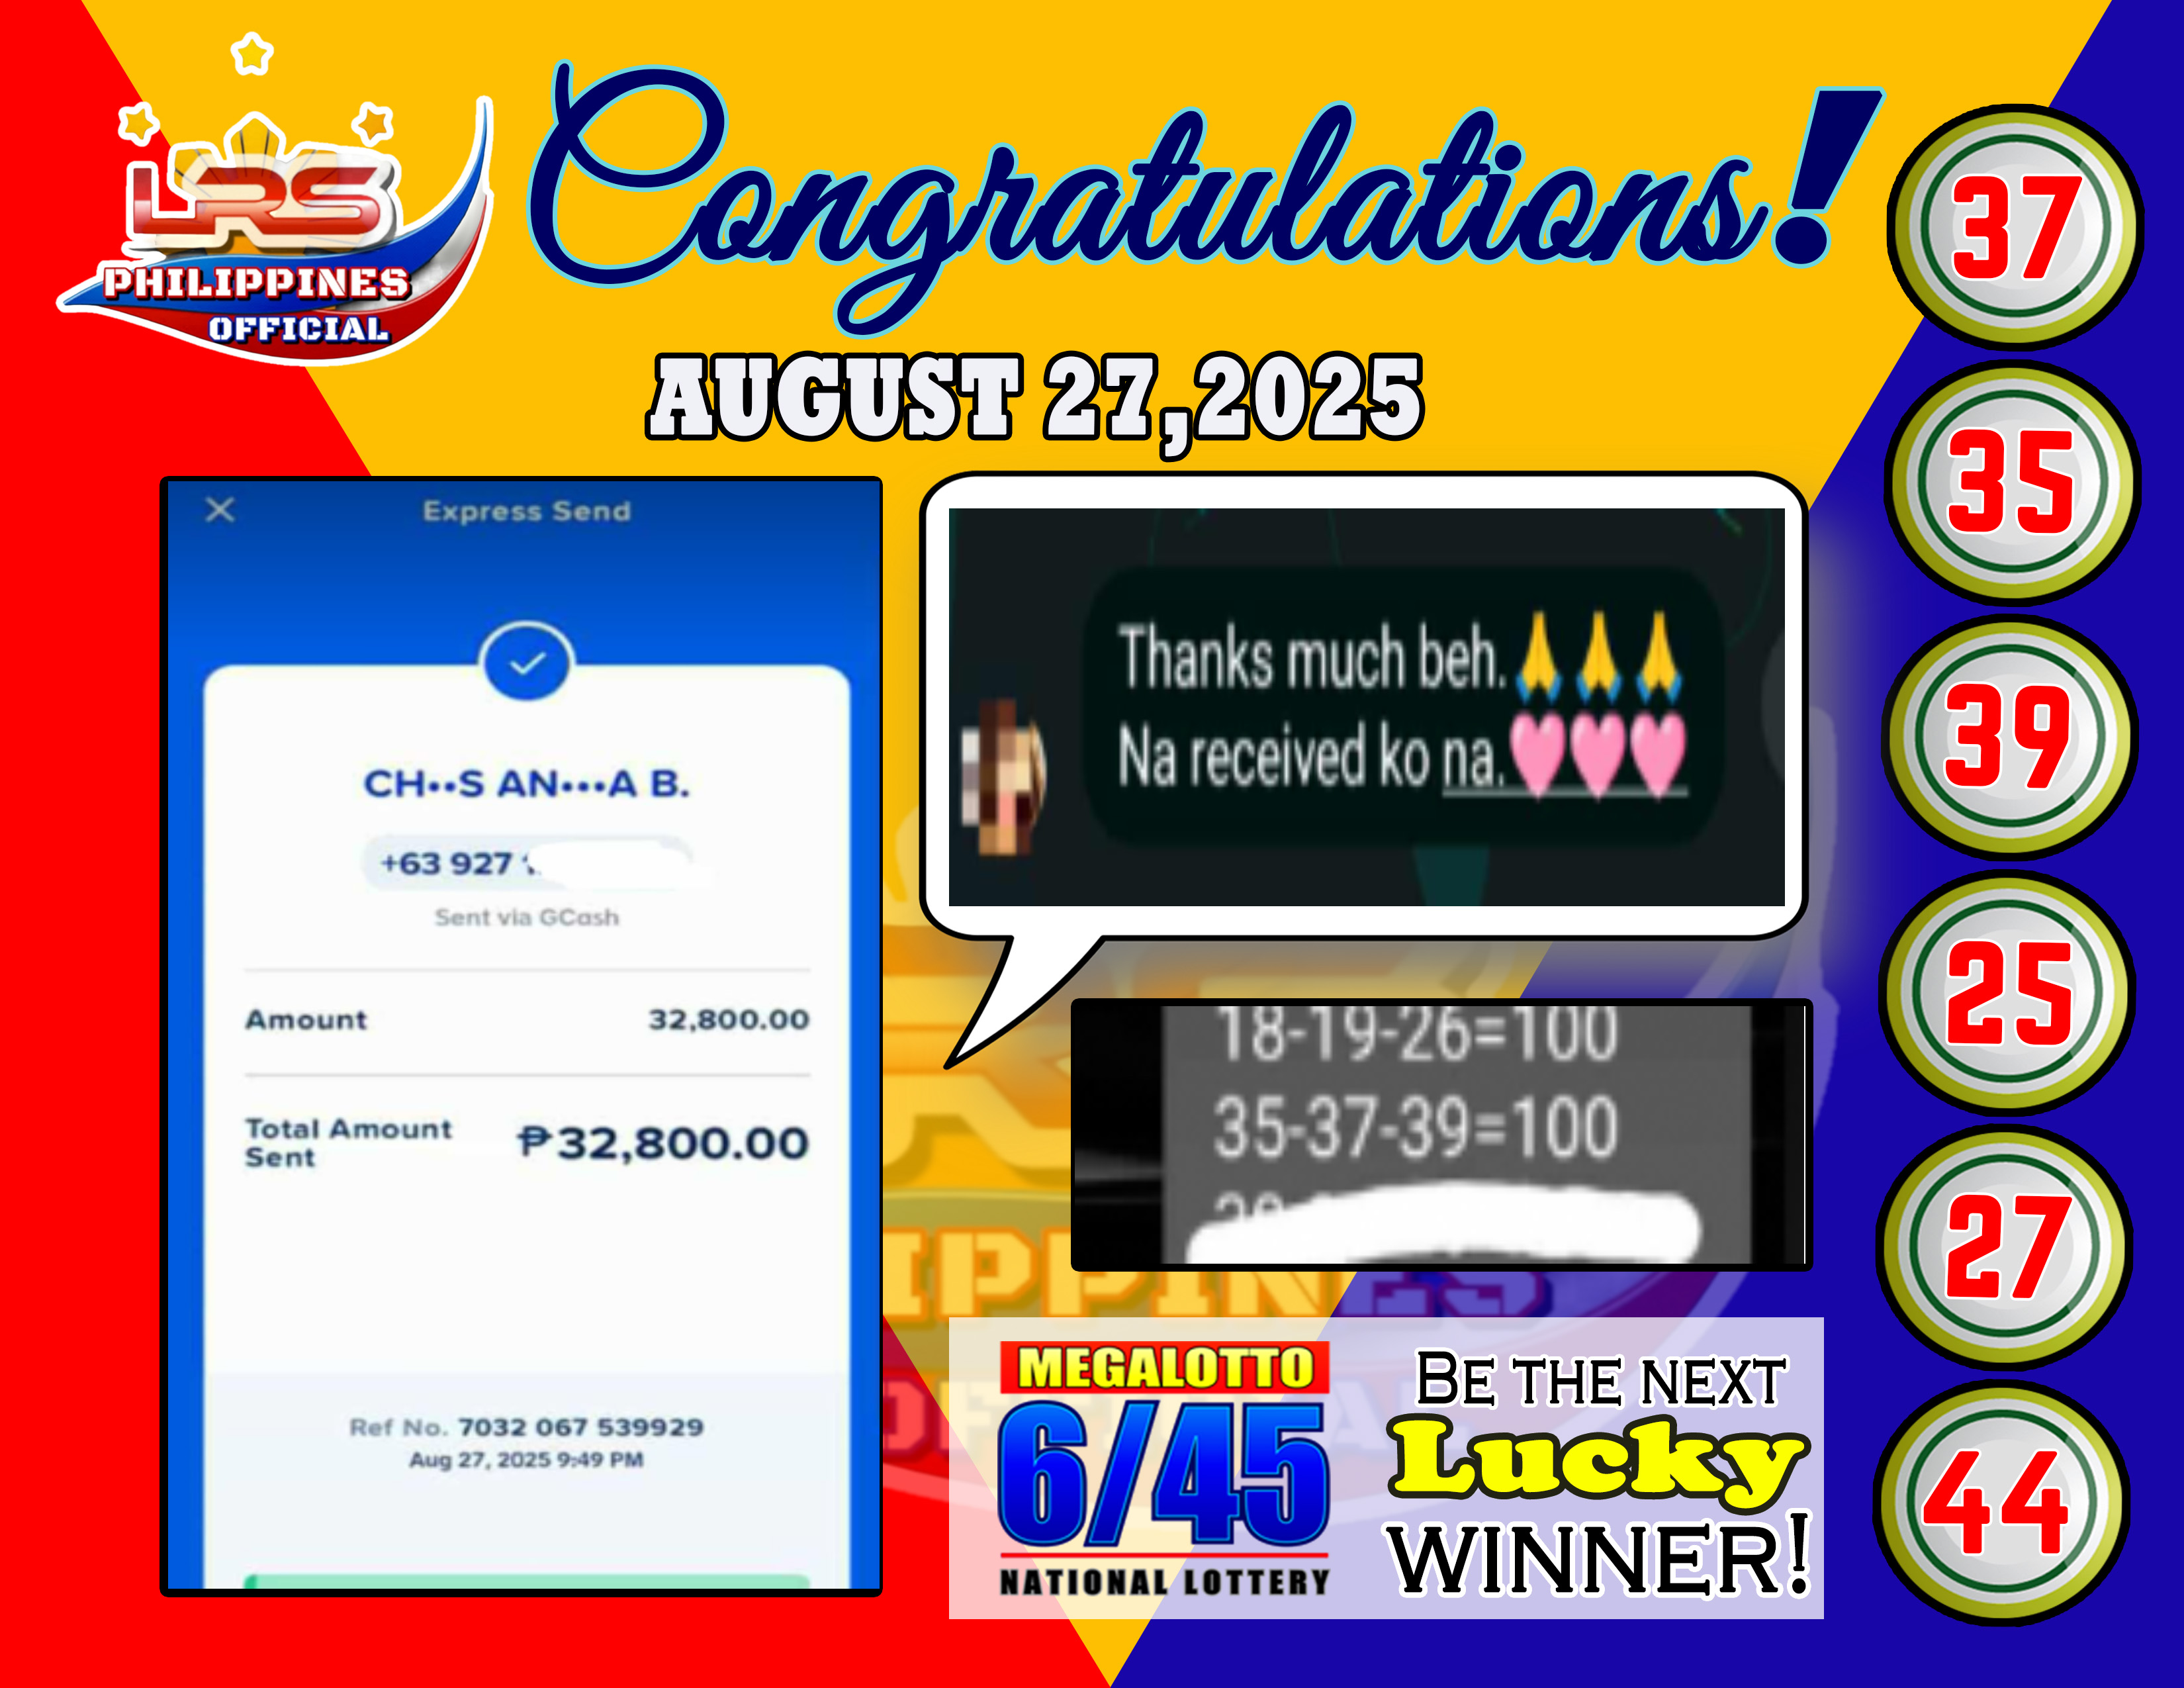 LRS
PHILIPPINES
OFFICIAL
Congratulations!
AUGUST 27,2025
Express Send
CH••S AN•••A B.
+63 927
Sent via GCash
Amount 32,800.00
Total Amount Sent ₱32,800.00
Ref No. 7032 067 539929
Aug 27, 2025 9:49 PM
Thanks much beh.🙏🙏🙏
Na received ko na.🩷🩷🩷
18-19-26=100
35-37-39=100
MEGALOTTO
6/45
NATIONAL LOTTERY
BE THE NEXT
Lucky
WINNER!
37
35
39
25
27
44